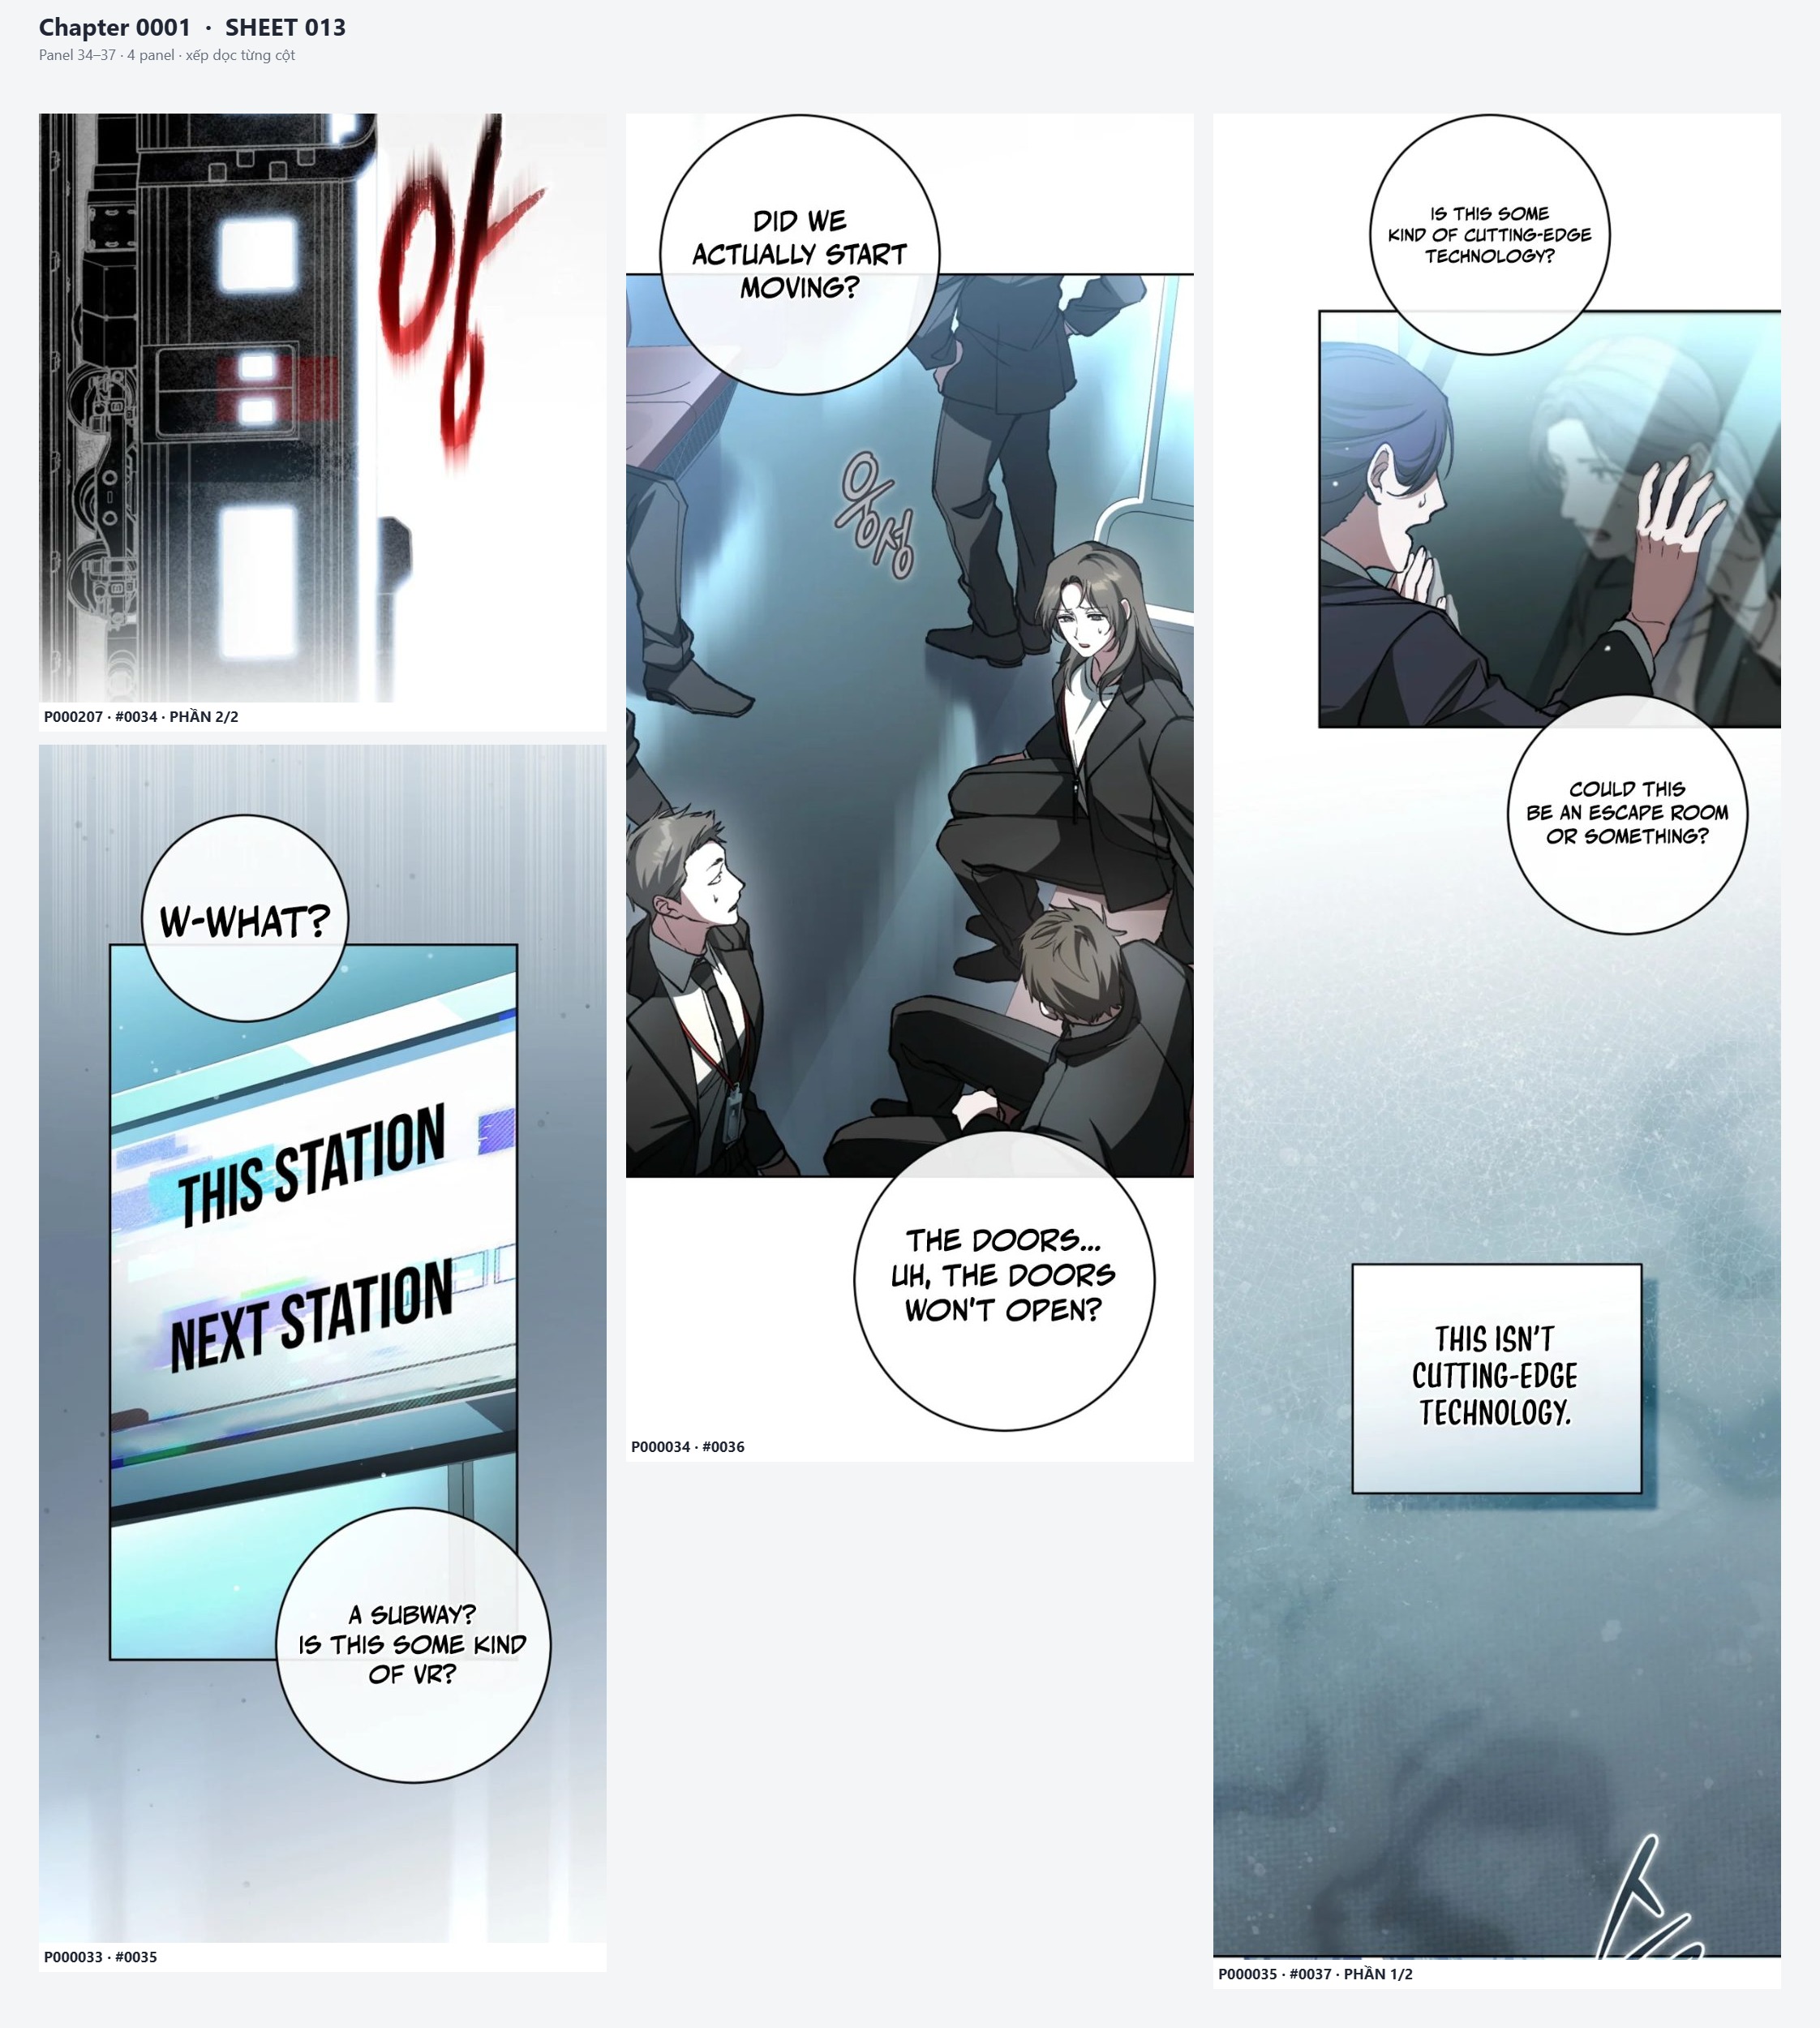 Chapter 0001 · SHEET 013
Panel 34–37 · 4 panel · xếp dọc từng cột
앙
P000207 · #0034 · PHẦN 2/2
W-WHAT?
THIS STATION
NEXT STATION
A SUBWAY?
IS THIS SOME KIND
OF VR?
P000033 · #0035
DID WE
ACTUALLY START
MOVING?
웅성
THE DOORS...
UH, THE DOORS
WON'T OPEN?
P000034 · #0036
IS THIS SOME
KIND OF CUTTING-EDGE
TECHNOLOGY?
COULD THIS
BE AN ESCAPE ROOM
OR SOMETHING?
THIS ISN'T
CUTTING-EDGE
TECHNOLOGY.
P000035 · #0037 · PHẦN 1/2